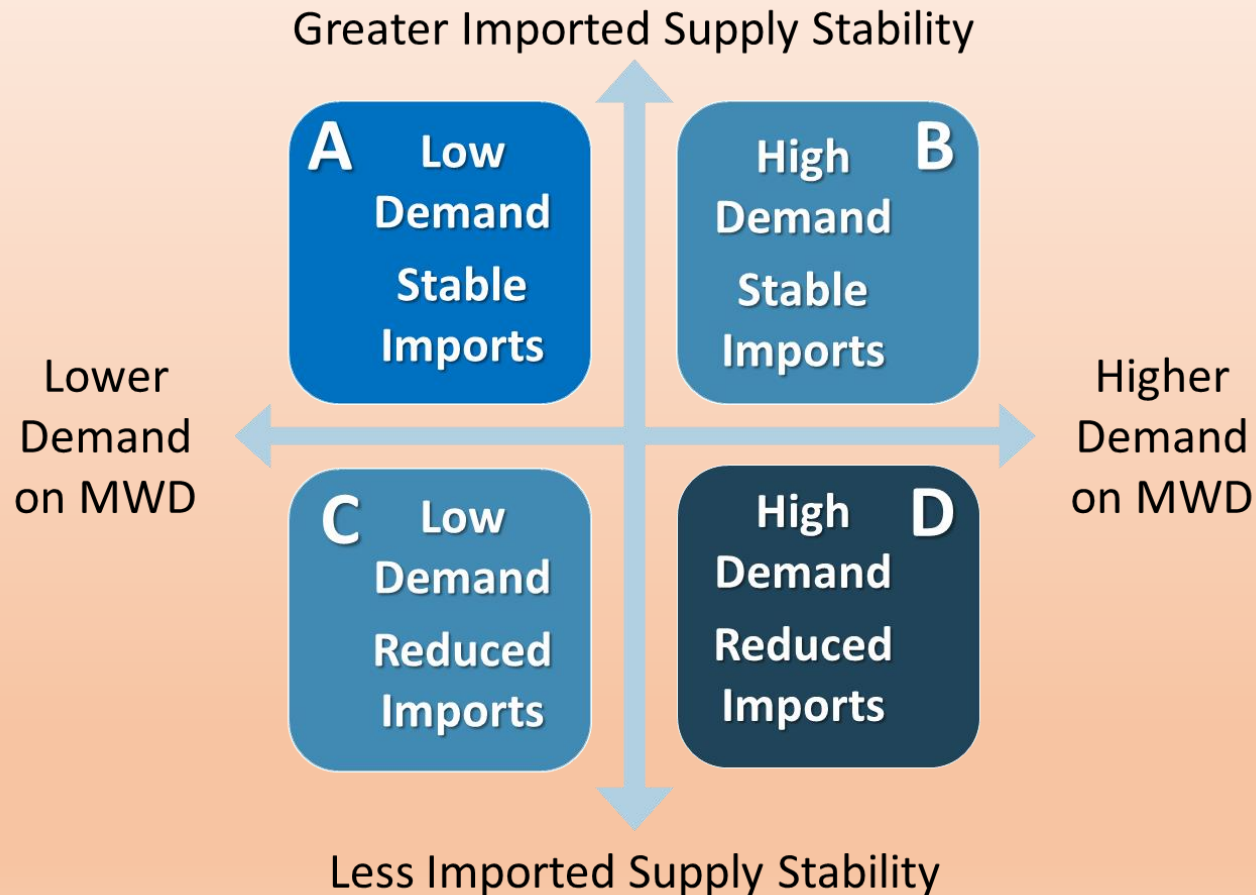 Greater Imported Supply Stability
A
Low
Demand
Stable
Imports
B
High
Demand
Stable
Imports
Lower
Demand
on MWD
Higher
Demand
on MWD
C
Low
Demand
Reduced
Imports
D
High
Demand
Reduced
Imports
Less Imported Supply Stability